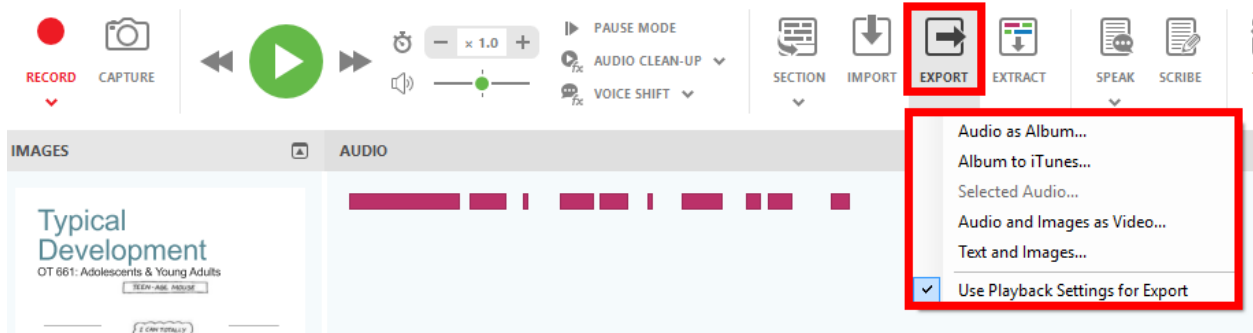 RECORD
CAPTURE
× 1.0
PAUSE MODE
AUDIO CLEAN-UP
VOICE SHIFT
SECTION
IMPORT
EXPORT
EXTRACT
SPEAK
SCRIBE
Audio as Album...
Album to iTunes...
Selected Audio...
Audio and Images as Video...
Text and Images...
Use Playback Settings for Export
IMAGES
AUDIO
Typical
Development
OT 661: Adolescents & Young Adults
TEEN-AGE MOUSE
I CAN TOTALLY